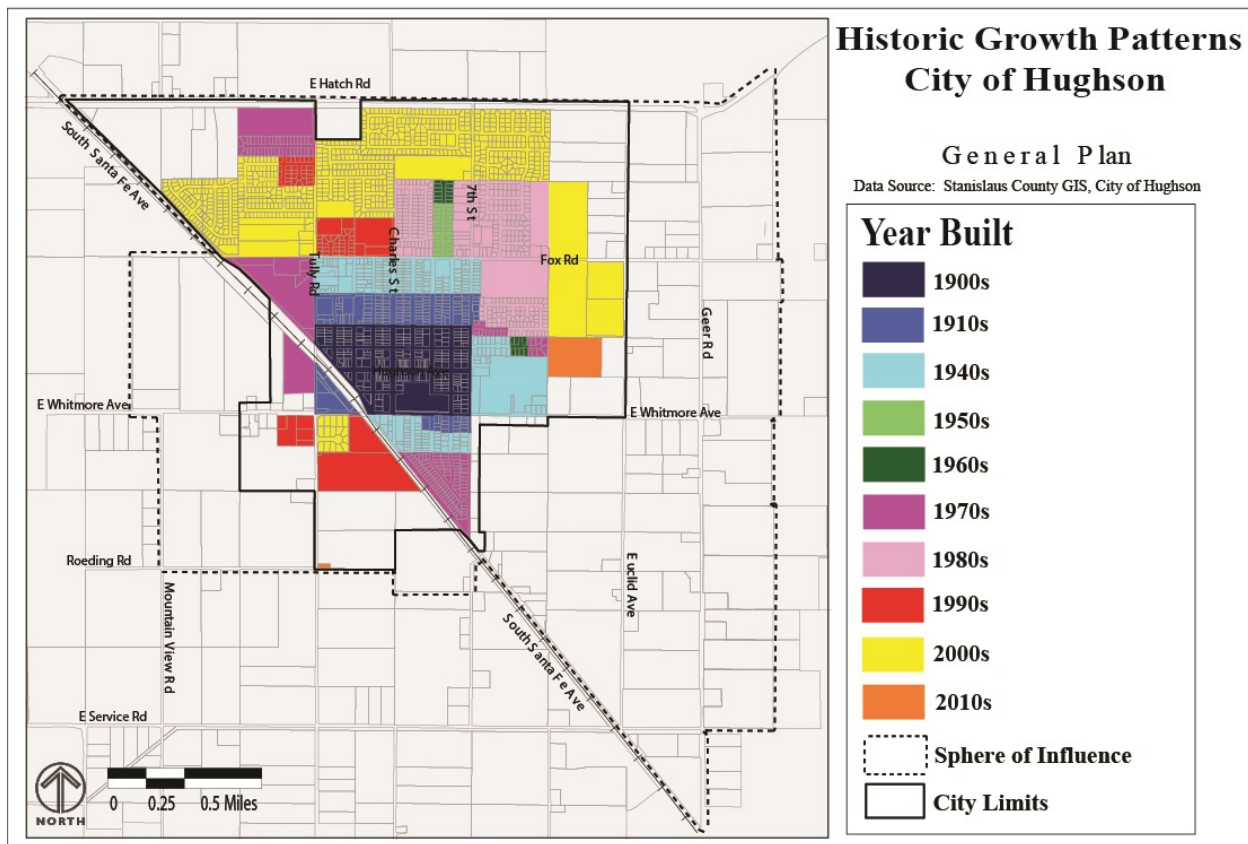 Historic Growth Patterns
City of Hughson
General Plan
Data Source: Stanislaus County GIS, City of Hughson
Year Built
1900s
1910s
1940s
1950s
1960s
1970s
1980s
1990s
2000s
2010s
Sphere of Influence
City Limits
E Hatch Rd
South Santa Fe Ave
7th St
Charles St
Tully Rd
Fox Rd
Geer Rd
E Whitmore Ave
E Whitmore Ave
Roeding Rd
Mountain View Rd
Euclid Ave
South Santa Fe Ave
E Service Rd
NORTH
0 0.25 0.5 Miles